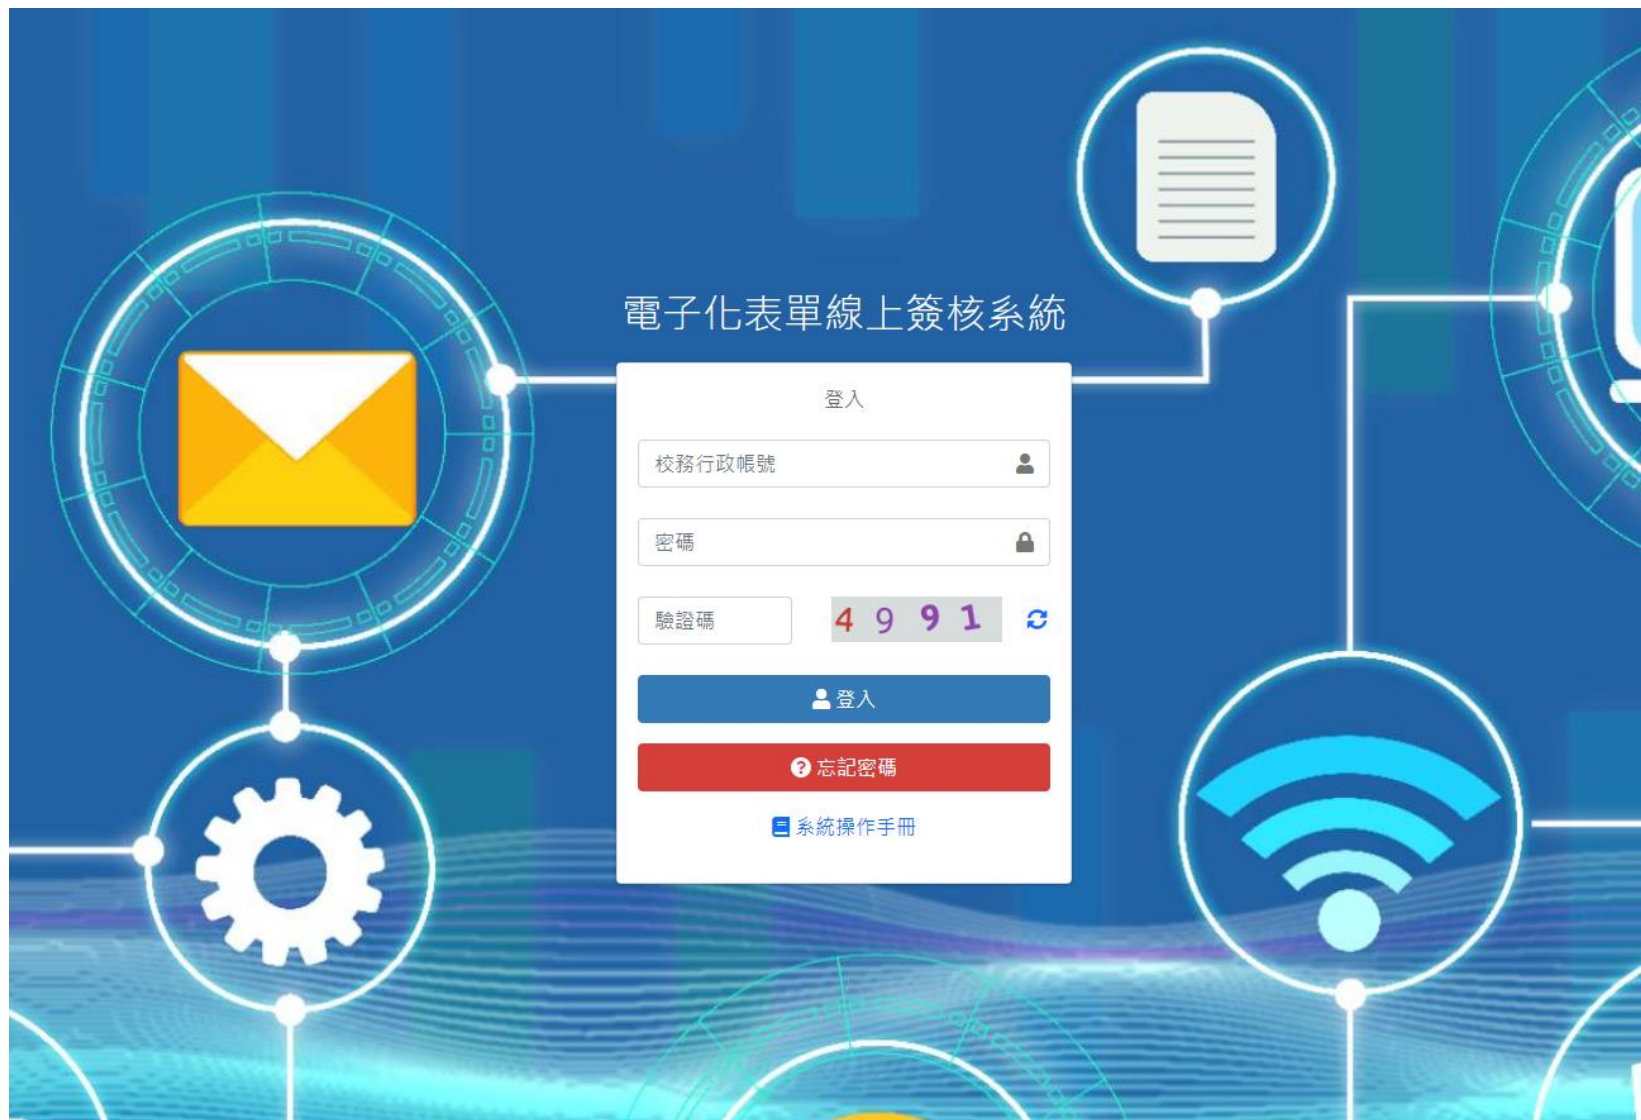 電子化表單線上簽核系統
登入
校務行政帳號
密碼
驗證碼 4 9 9 1
登入
忘記密碼
系統操作手冊